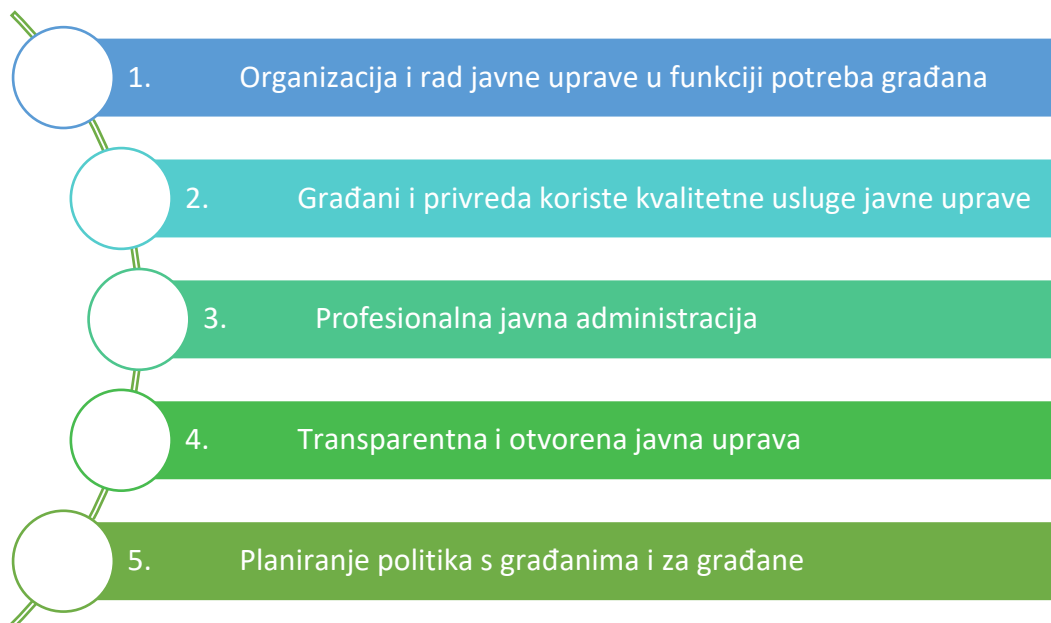 1. Organizacija i rad javne uprave u funkciji potreba građana
2. Građani i privreda koriste kvalitetne usluge javne uprave
3. Profesionalna javna administracija
4. Transparentna i otvorena javna uprava
5. Planiranje politika s građanima i za građane